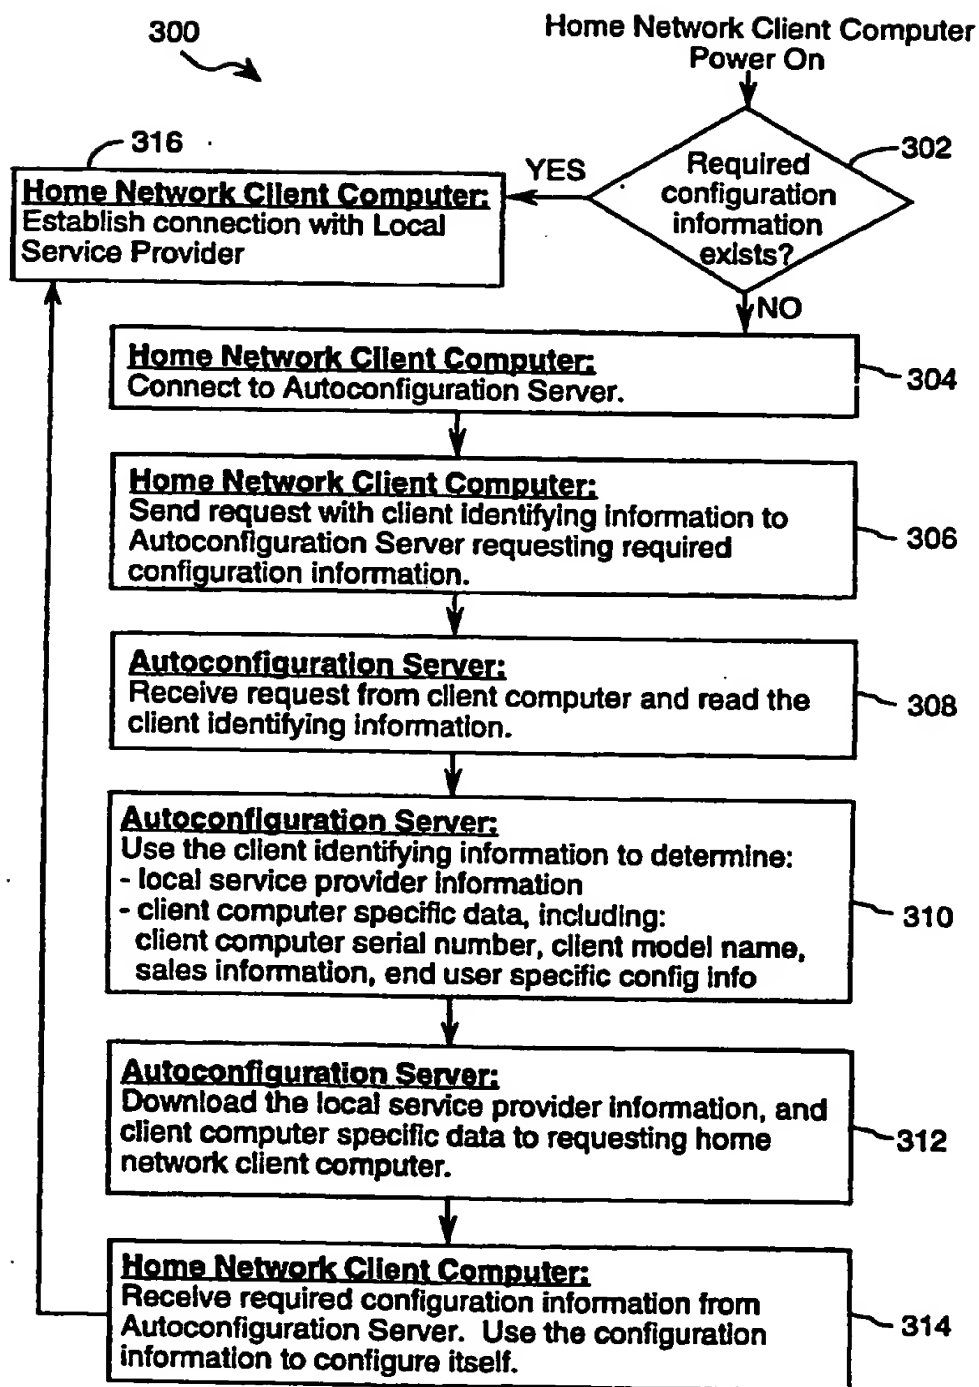 300
Home Network Client Computer
Power On
316
302
YES
Required
configuration
information
exists?
Home Network Client Computer:
Establish connection with Local
Service Provider
NO
Home Network Client Computer:
Connect to Autoconfiguration Server.
304
Home Network Client Computer:
Send request with client identifying information to
Autoconfiguration Server requesting required
configuration information.
306
Autoconfiguration Server:
Receive request from client computer and read the
client identifying information.
308
Autoconfiguration Server:
Use the client identifying information to determine:
- local service provider information
- client computer specific data, including:
client computer serial number, client model name,
sales information, end user specific config info
310
Autoconfiguration Server:
Download the local service provider information, and
client computer specific data to requesting home
network client computer.
312
Home Network Client Computer:
Receive required configuration information from
Autoconfiguration Server. Use the configuration
information to configure itself.
314